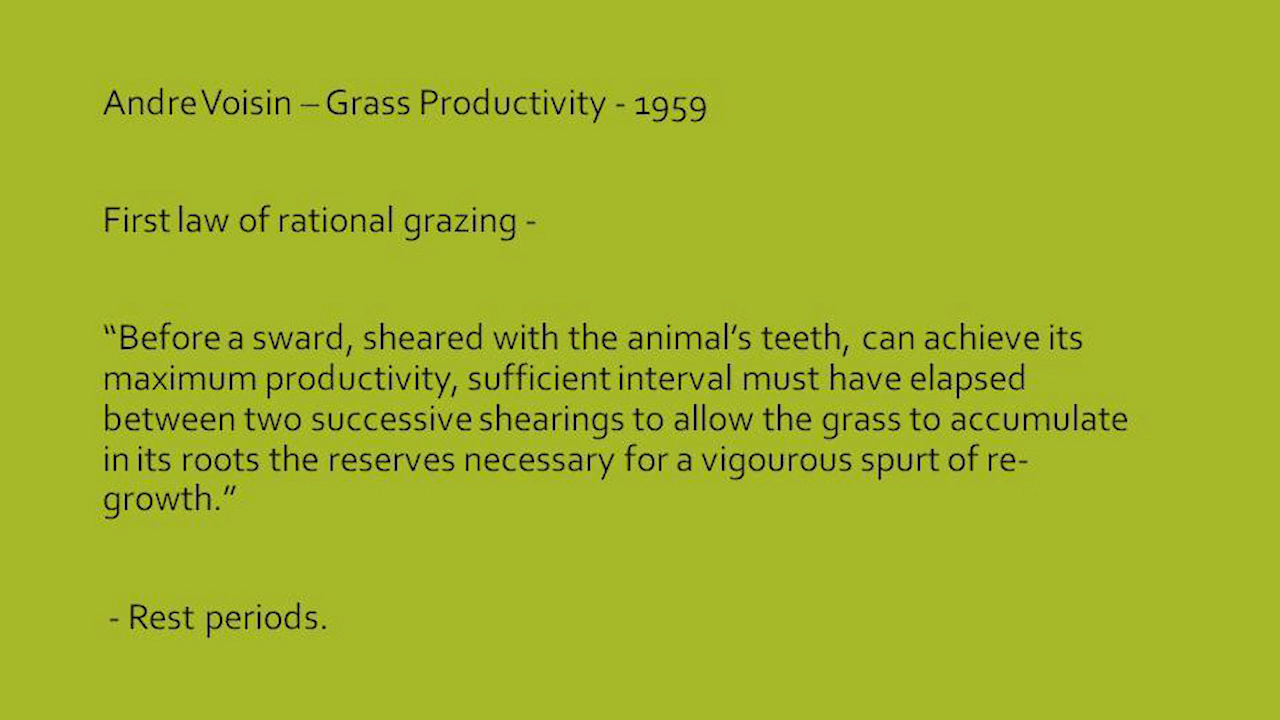 Andre Voisin – Grass Productivity - 1959
First law of rational grazing -
“Before a sward, sheared with the animal’s teeth, can achieve its
maximum productivity, sufficient interval must have elapsed
between two successive shearings to allow the grass to accumulate
in its roots the reserves necessary for a vigourous spurt of re-
growth.”
- Rest periods.